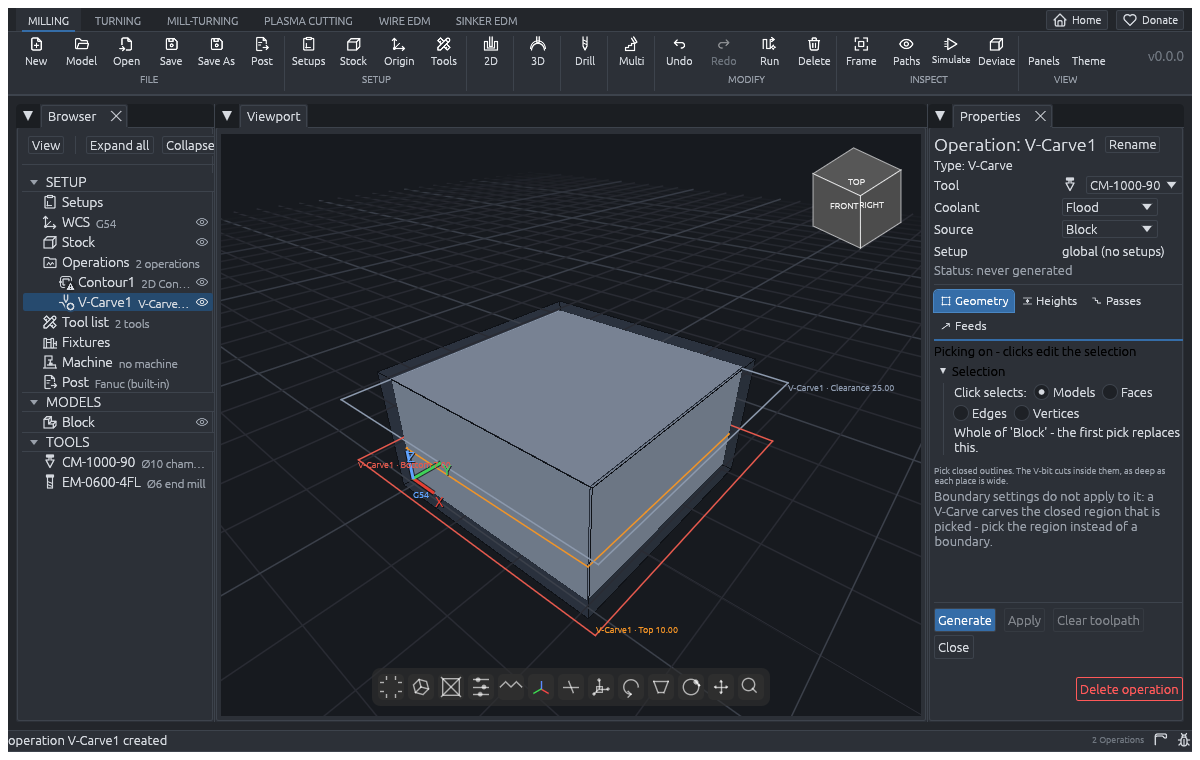 MILLING TURNING MILL-TURNING PLASMA CUTTING WIRE EDM SINKER EDM Home Donate
New Model Open Save Save As Post Setups Stock Origin Tools 2D 3D Drill Multi Undo Redo Run Delete Frame Paths Simulate Deviate Panels Theme v0.0.0
FILE SETUP MODIFY INSPECT VIEW
Browser Viewport Properties
View Expand all Collapse
SETUP
Setups
WCS G54
Stock
Operations 2 operations
Contour1 2D Con...
V-Carve1 V-Carve...
Tool list 2 tools
Fixtures
Machine no machine
Post Fanuc (built-in)
MODELS
Block
TOOLS
CM-1000-90 Ø10 cham...
EM-0600-4FL Ø6 end mill
TOP
FRONT RIGHT
V-Carve1 · Clearance 25.00
Z
Y
G54
X
V-Carve1 · Top 10.00
Operation: V-Carve1 Rename
Type: V-Carve
Tool CM-1000-90
Coolant Flood
Source Block
Setup global (no setups)
Status: never generated
Geometry Heights Passes
Feeds
Picking on - clicks edit the selection
Selection
Click selects: Models Faces
Edges Vertices
Whole of 'Block' - the first pick replaces
this.
Pick closed outlines. The V-bit cuts inside them, as deep as
each place is wide.
Boundary settings do not apply to it: a
V-Carve carves the closed region that is
picked - pick the region instead of a
boundary.
Generate Apply Clear toolpath
Close
Delete operation
operation V-Carve1 created 2 Operations